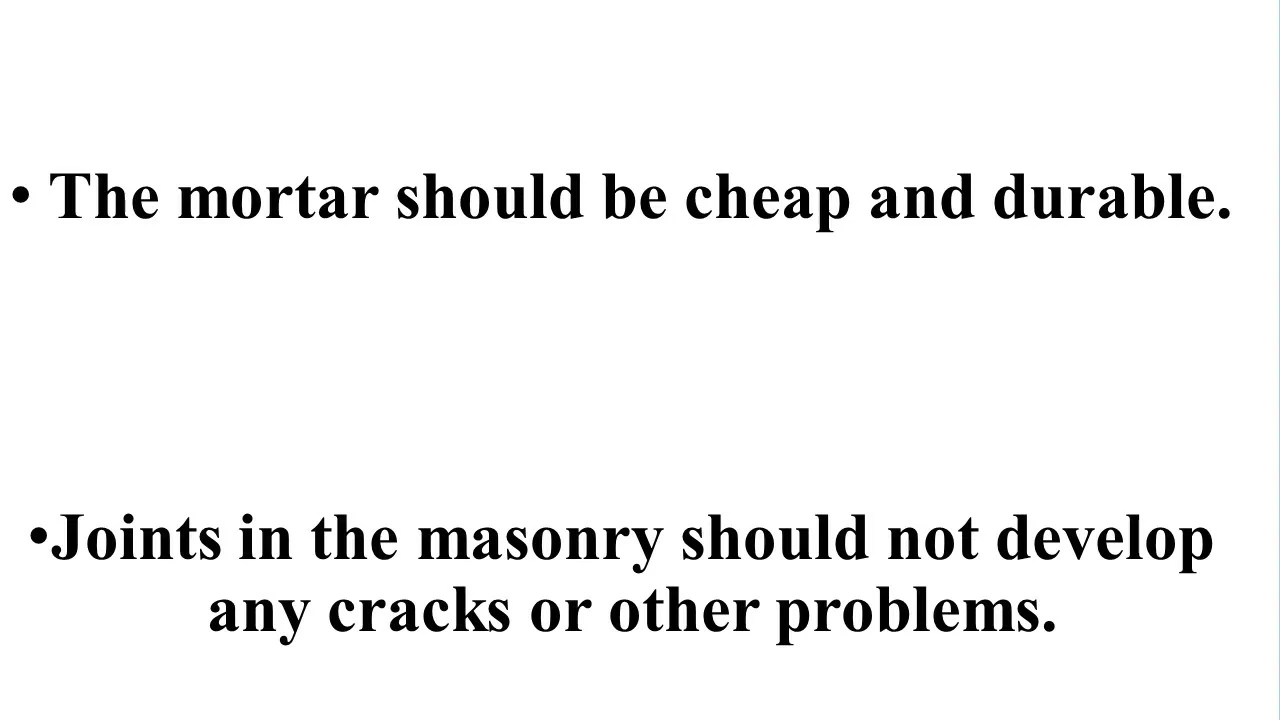 • The mortar should be cheap and durable.
•Joints in the masonry should not develop
any cracks or other problems.